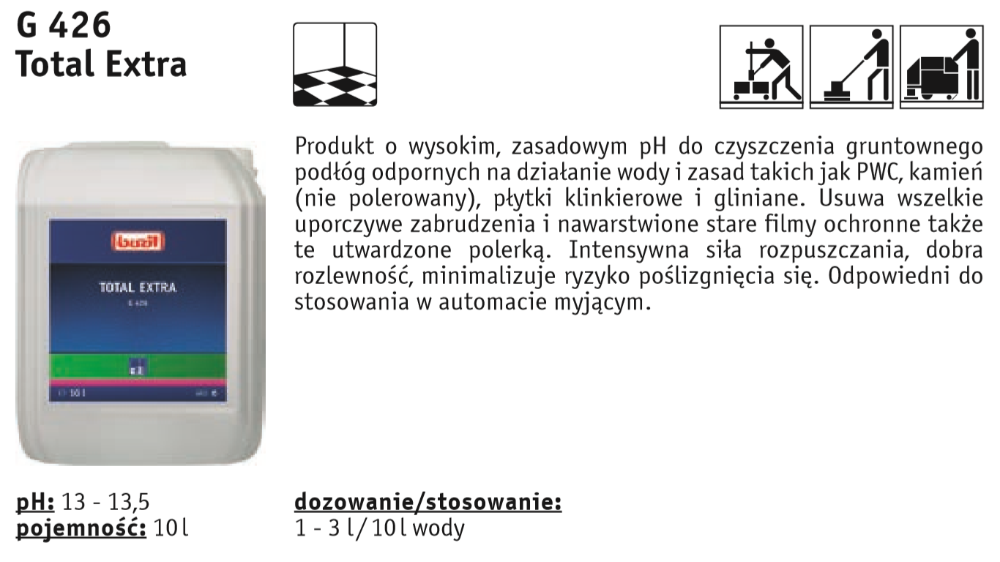 G 426
Total Extra
Produkt o wysokim, zasadowym pH do czyszczenia gruntownego
podłóg odpornych na działanie wody i zasad takich jak PWC, kamień
(nie polerowany), płytki klinkierowe i gliniane. Usuwa wszelkie
uporczywe zabrudzenia i nawarstwione stare filmy ochronne także
te utwardzone polerką. Intensywna siła rozpuszczania, dobra
rozlewność, minimalizuje ryzyko poślizgnięcia się. Odpowiedni do
stosowania w automacie myjącym.
buzil
TOTAL EXTRA
G 426
10 l
pH: 13 - 13,5
pojemność: 10 l
dozowanie/stosowanie:
1 - 3 l/10 l wody